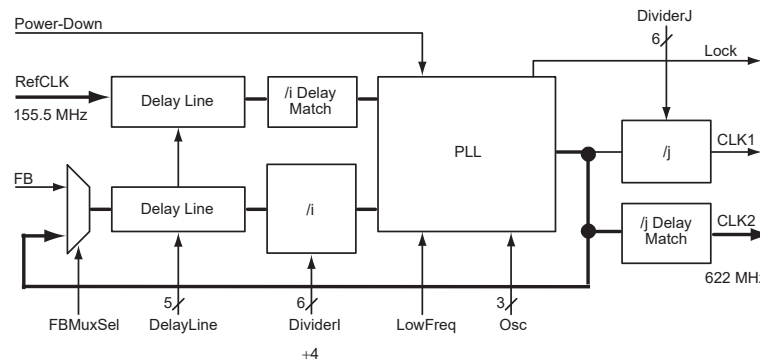 Power-Down
DividerJ
6
Lock
RefCLK
155.5 MHz
Delay Line
/i Delay
Match
PLL
/j
CLK1
FB
Delay Line
/i
/j Delay
Match
CLK2
622 MHz
5
6
3
FBMuxSel
DelayLine
DividerI
LowFreq
Osc
+4